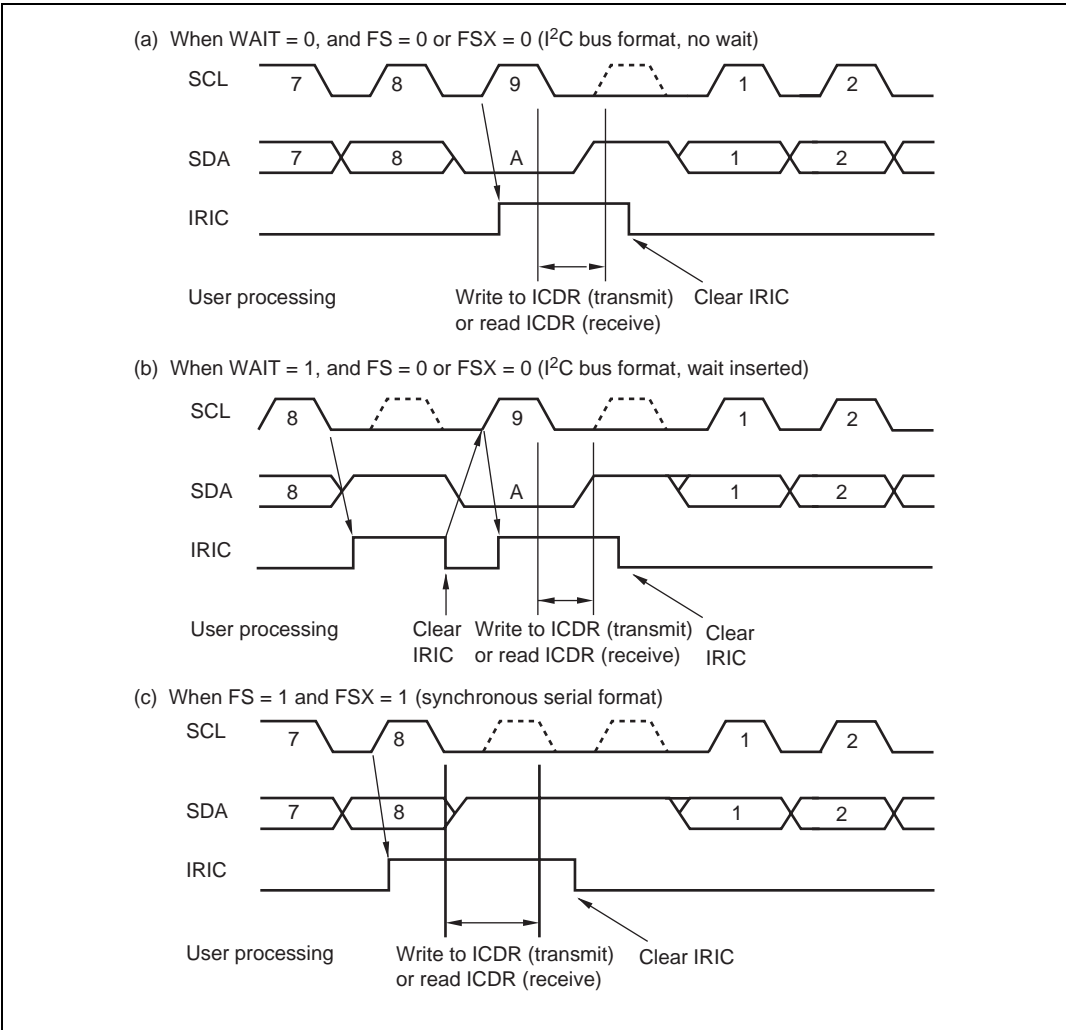 (a) When WAIT = 0, and FS = 0 or FSX = 0 (I²C bus format, no wait)
SCL
7 8 9 1 2
SDA
7 8 A 1 2
IRIC
User processing
Write to ICDR (transmit)
or read ICDR (receive)
Clear IRIC
(b) When WAIT = 1, and FS = 0 or FSX = 0 (I²C bus format, wait inserted)
SCL
8 9 1 2
SDA
8 A 1 2
IRIC
User processing
Clear
IRIC
Write to ICDR (transmit)
or read ICDR (receive)
Clear
IRIC
(c) When FS = 1 and FSX = 1 (synchronous serial format)
SCL
7 8 1 2
SDA
7 8 1 2
IRIC
User processing
Write to ICDR (transmit)
or read ICDR (receive)
Clear IRIC